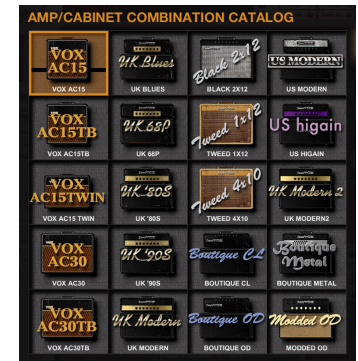 AMP/CABINET COMBINATION CATALOG
VOX AC15
UK Blues
Black 2x12
US MODERN
VOX AC15
UK BLUES
BLACK 2X12
US MODERN
VOX AC15TB
UK.68P
Tweed 1x12
US higain
VOX AC15TB
UK 68P
TWEED 1X12
US HIGAIN
VOX AC15TWIN
UK.'80S
Tweed 4x10
UK Modern 2
VOX AC15 TWIN
UK '80S
TWEED 4X10
UK MODERN2
VOX AC30
UK.'90S
Boutique CL
Boutique Metal
VOX AC30
UK '90S
BOUTIQUE CL
BOUTIQUE METAL
VOX AC30TB
UK Modern
Boutique OD
Modded OD
VOX AC30TB
UK MODERN
BOUTIQUE OD
MODDED OD